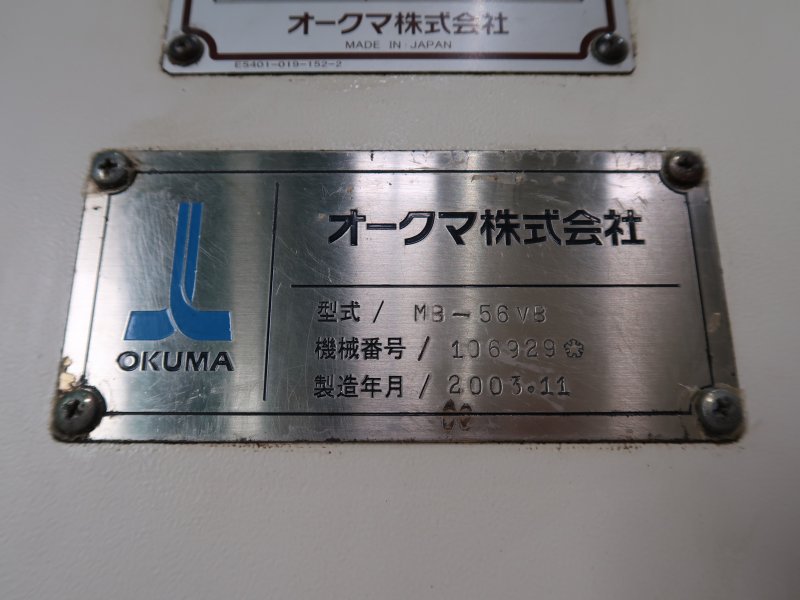 オークマ株式会社
MADE IN JAPAN
E5401-019-152-2
オークマ株式会社
OKUMA
型式 / MB-56VB
機械番号 / 106929
製造年月 / 2003.11